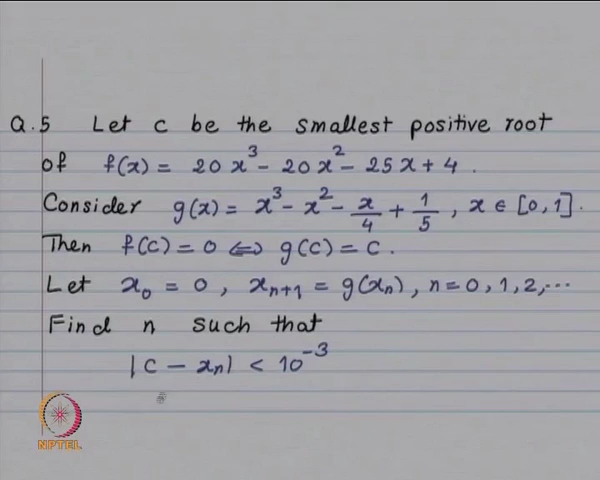 Q.5 Let c be the smallest positive root
of f(x) = 20x³ - 20x² - 25x + 4.
Consider g(x) = x³ - x² - x/4 + 1/5, x ∈ [0,1].
Then f(c) = 0 ⇔ g(c) = c.
Let x₀ = 0, xₙ₊₁ = g(xₙ), n = 0, 1, 2, ...
Find n such that
|c - xₙ| < 10⁻³
NPTEL